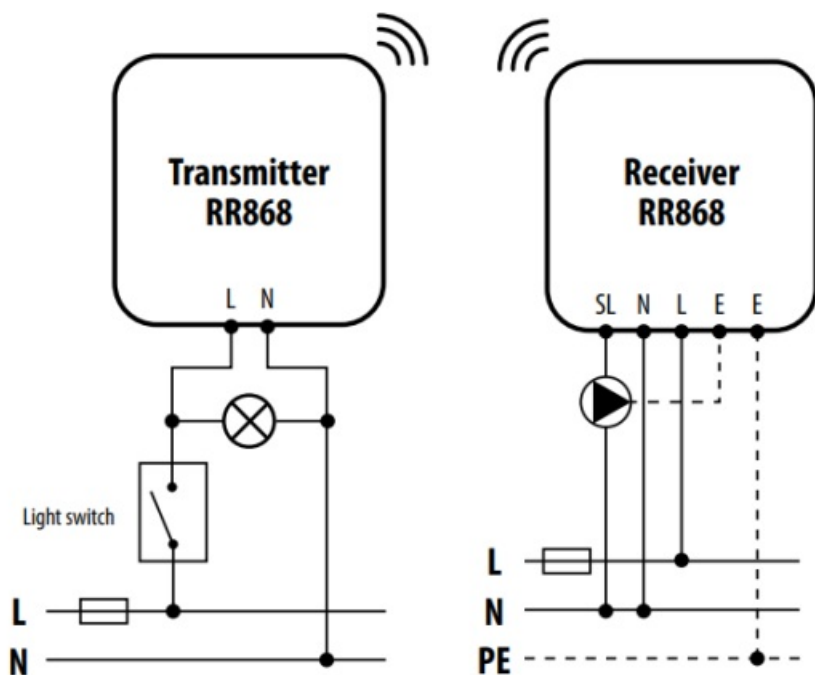 Transmitter
RR868
L N
Light switch
L
N
Receiver
RR868
SL N L E E
L
N
PE